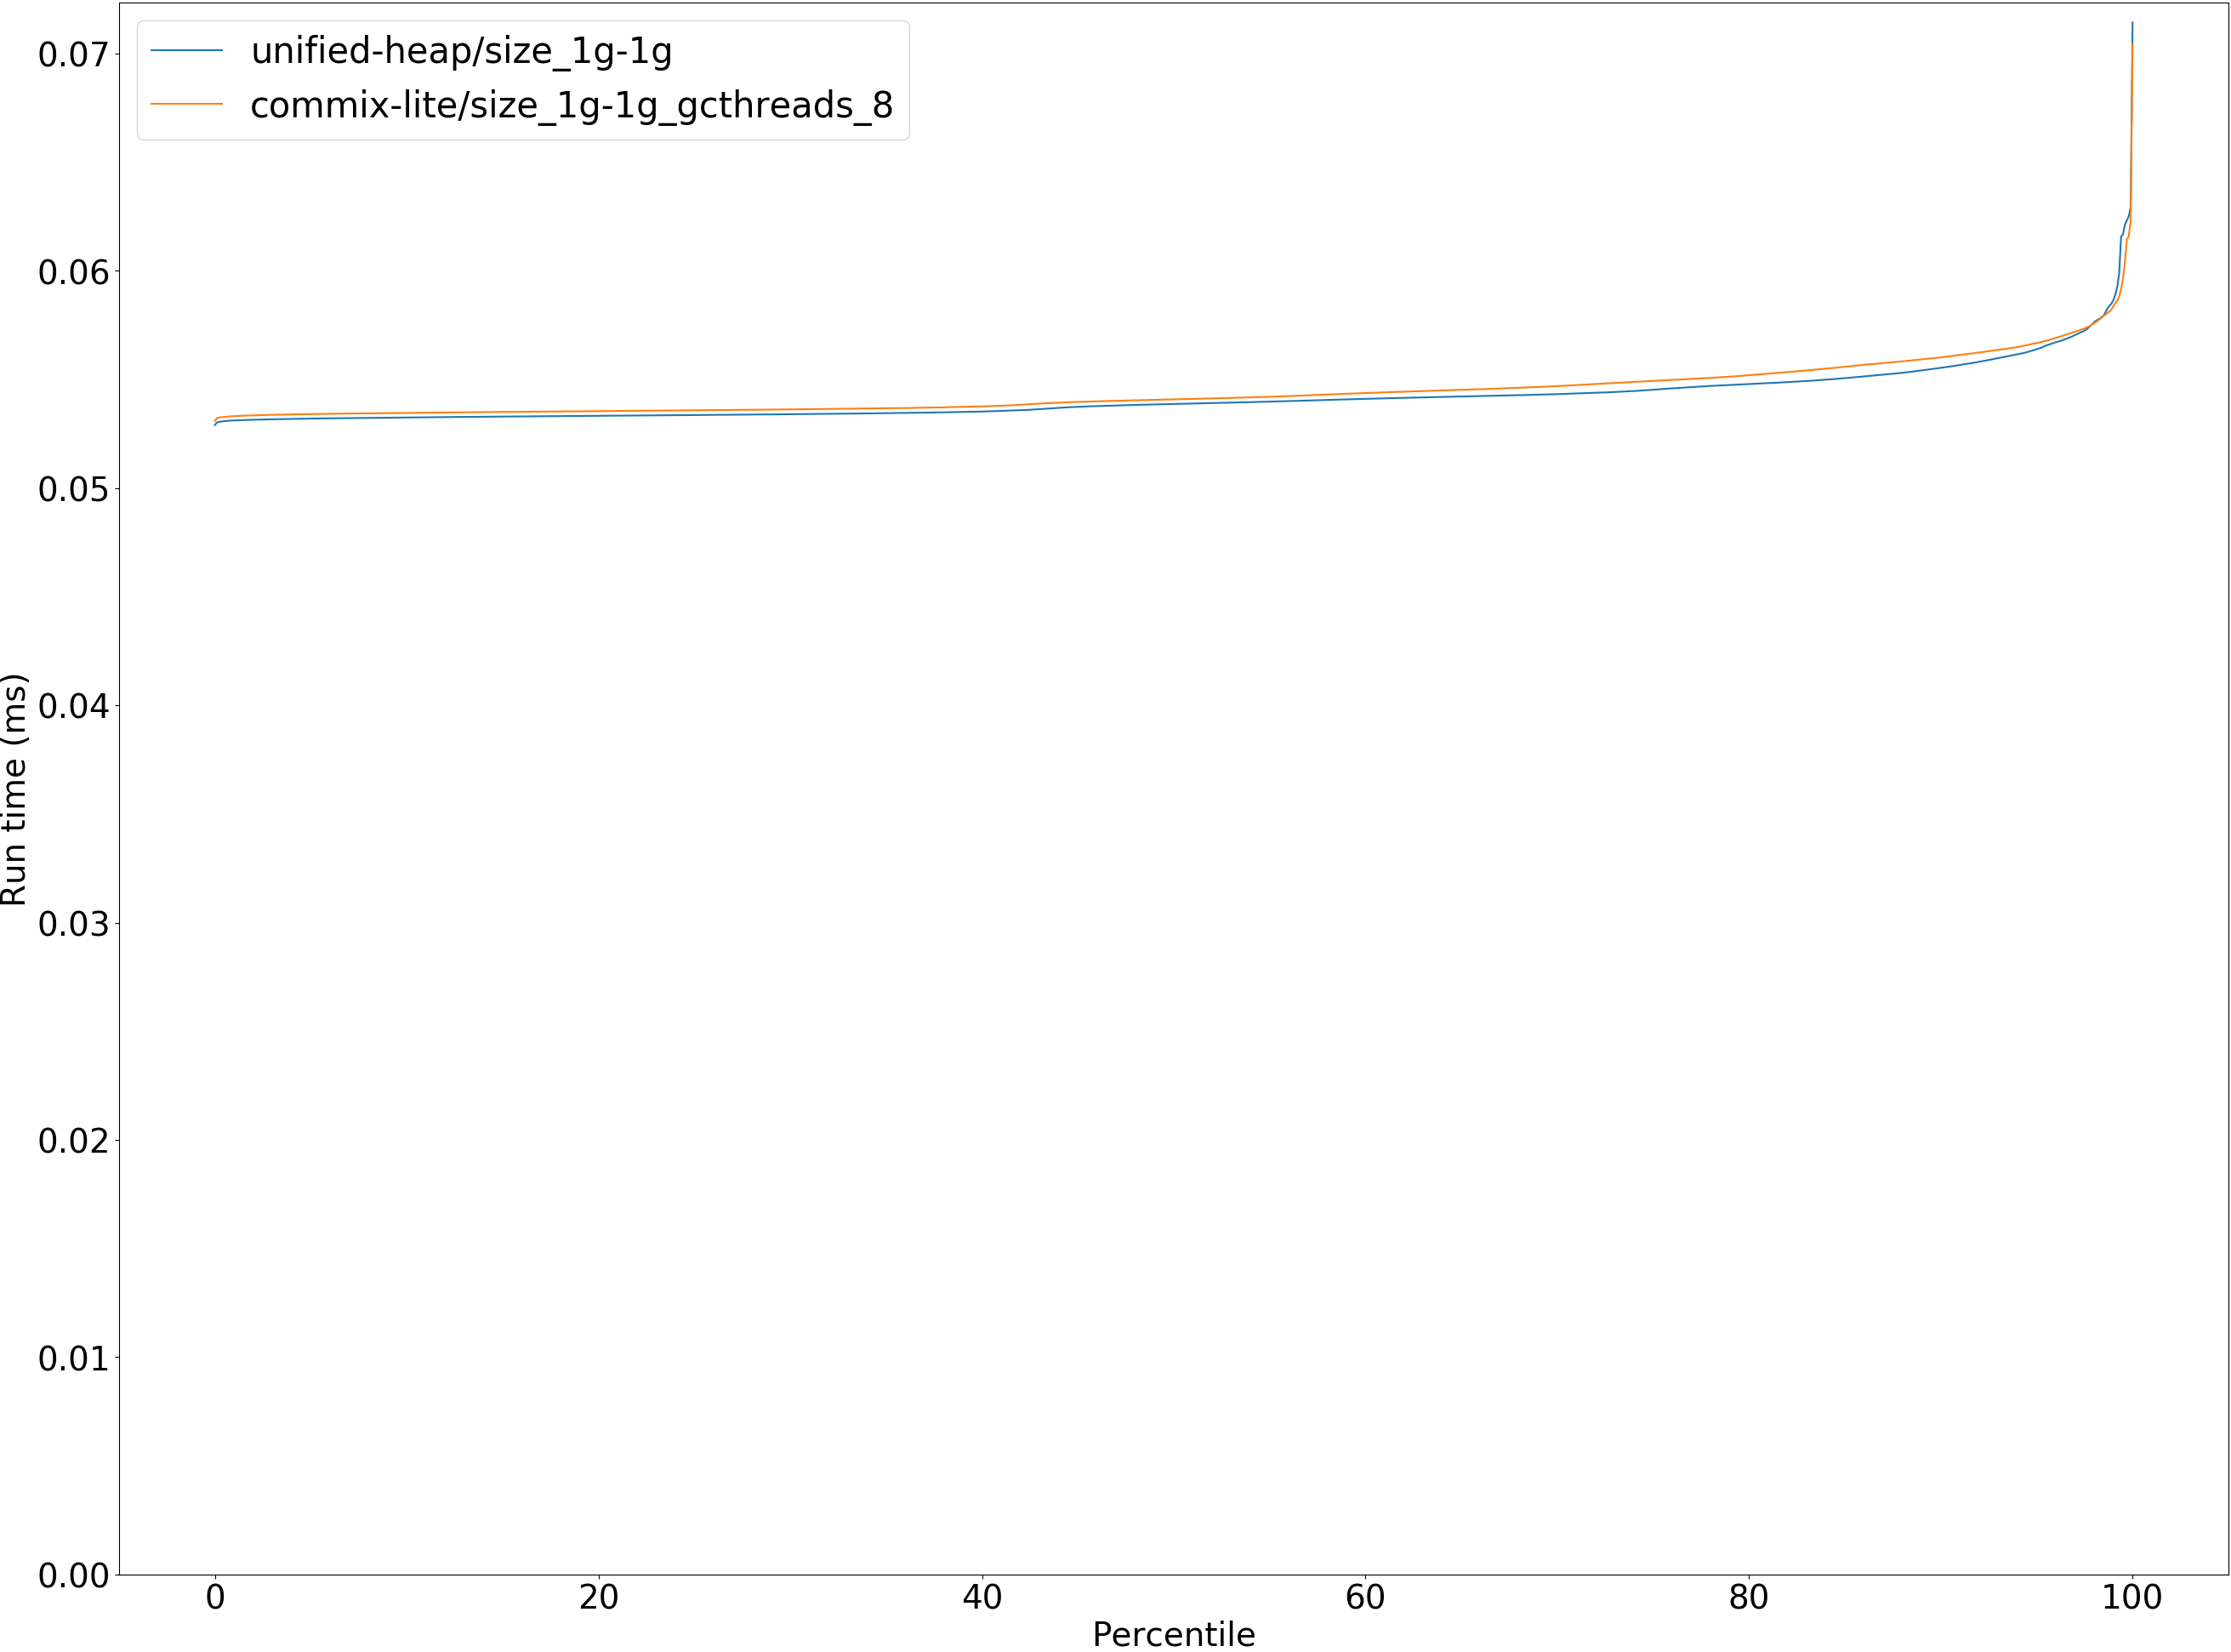 unified-heap/size_1g-1g
commix-lite/size_1g-1g_gcthreads_8
Run time (ms)
0.07
0.06
0.05
0.04
0.03
0.02
0.01
0.00
0 20 40 60 80 100
Percentile